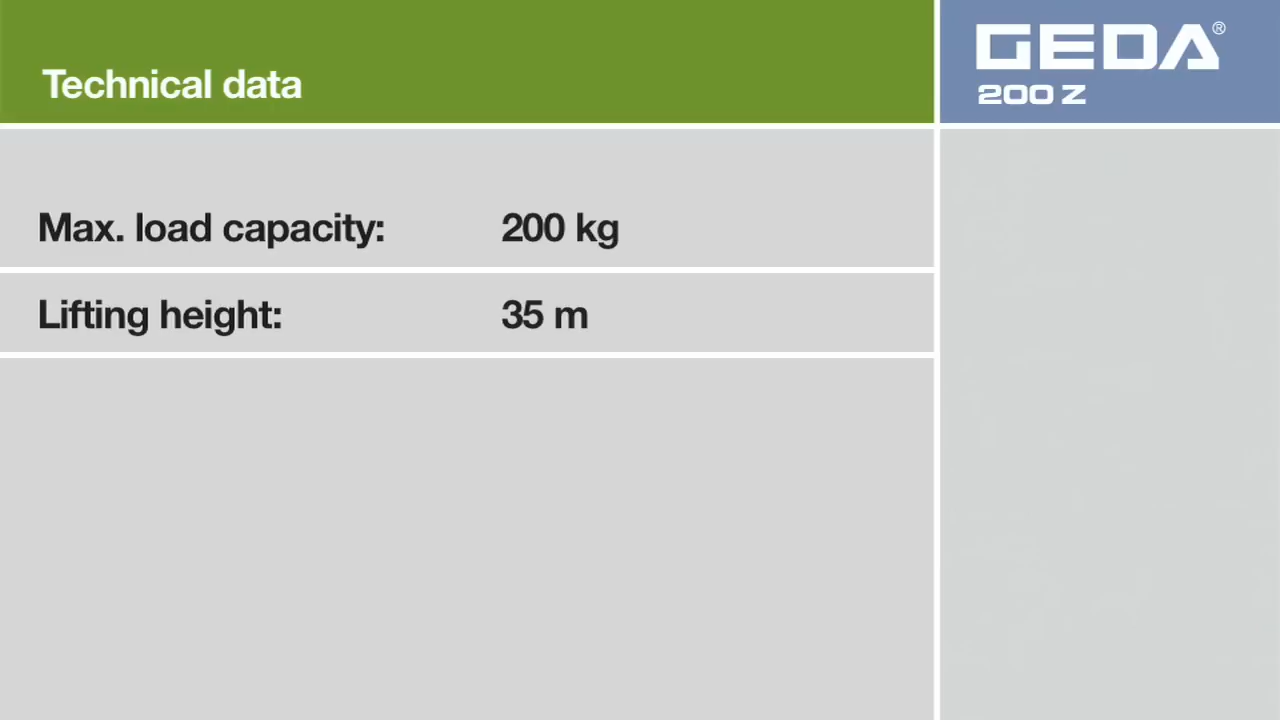 Technical data
GEDA®
200 Z
Max. load capacity: 200 kg
Lifting height: 35 m